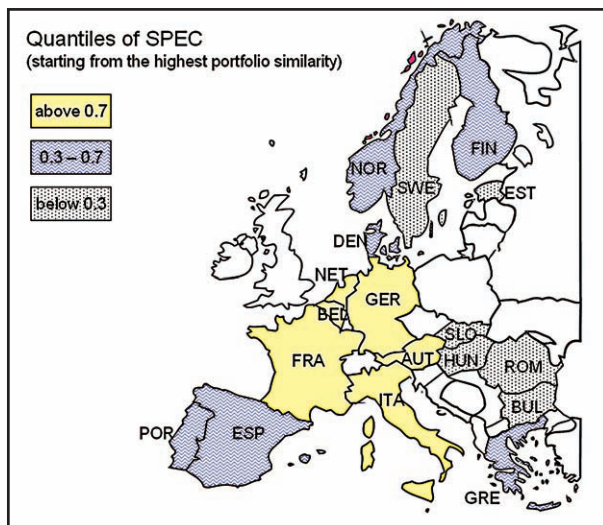 Quantiles of SPEC
(starting from the highest portfolio similarity)
above 0.7
0.3 – 0.7
below 0.3
NOR
FIN
SWE
EST
DEN
NET
GER
BEL
SLO
FRA
AUT
HUN
ROM
ITA
BUL
POR
ESP
GRE